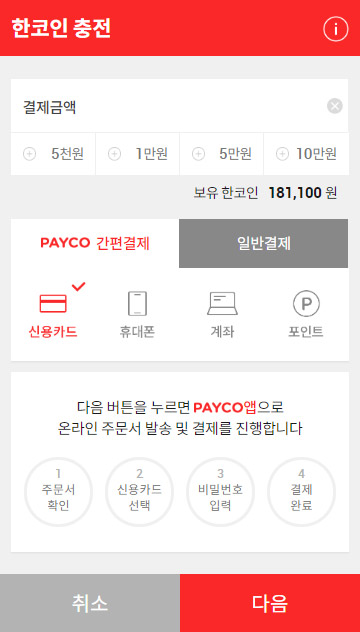 한코인 충전
결제금액
5천원 1만원 5만원 10만원
보유 한코인 181,100 원
PAYCO 간편결제 일반결제
신용카드 휴대폰 계좌 포인트
다음 버튼을 누르면 PAYCO앱으로
온라인 주문서 발송 및 결제를 진행합니다
1 2 3 4
주문서 신용카드 비밀번호 결제
확인 선택 입력 완료
취소 다음